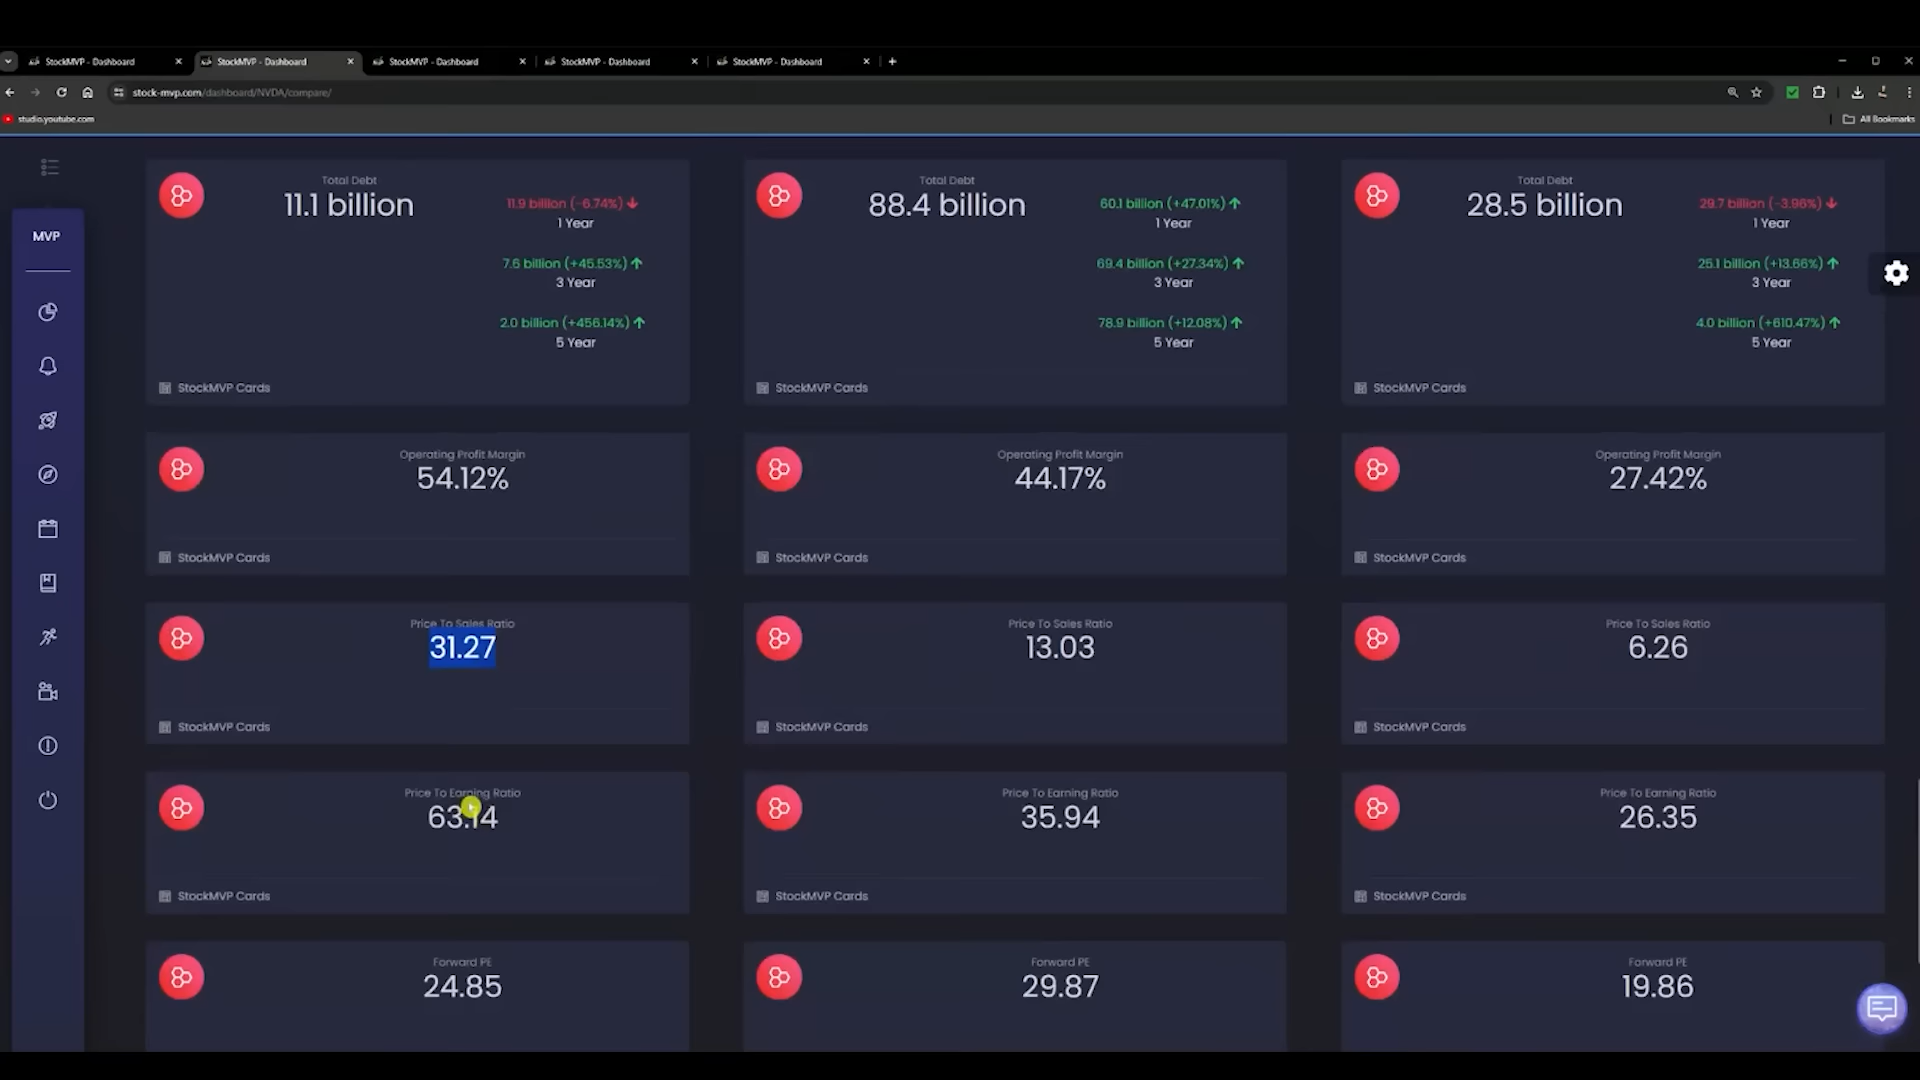 StockMVP - Dashboard
StockMVP - Dashboard
StockMVP - Dashboard
StockMVP - Dashboard
StockMVP - Dashboard
stock-mvp.com/dashboard/NVDA/compare/
studio.youtube.com
All Bookmarks
MVP
Total Debt
11.1 billion
11.9 billion (-6.74%)
1 Year
7.6 billion (+45.53%)
3 Year
2.0 billion (+456.14%)
5 Year
StockMVP Cards
Total Debt
88.4 billion
60.1 billion (+47.01%)
1 Year
69.4 billion (+27.34%)
3 Year
78.9 billion (+12.08%)
5 Year
StockMVP Cards
Total Debt
28.5 billion
29.7 billion (-3.96%)
1 Year
25.1 billion (+13.66%)
3 Year
4.0 billion (+610.47%)
5 Year
StockMVP Cards
Operating Profit Margin
54.12%
StockMVP Cards
Operating Profit Margin
44.17%
StockMVP Cards
Operating Profit Margin
27.42%
StockMVP Cards
Price To Sales Ratio
31.27
StockMVP Cards
Price To Sales Ratio
13.03
StockMVP Cards
Price To Sales Ratio
6.26
StockMVP Cards
Price To Earning Ratio
63.14
StockMVP Cards
Price To Earning Ratio
35.94
StockMVP Cards
Price To Earning Ratio
26.35
StockMVP Cards
Forward PE
24.85
Forward PE
29.87
Forward PE
19.86